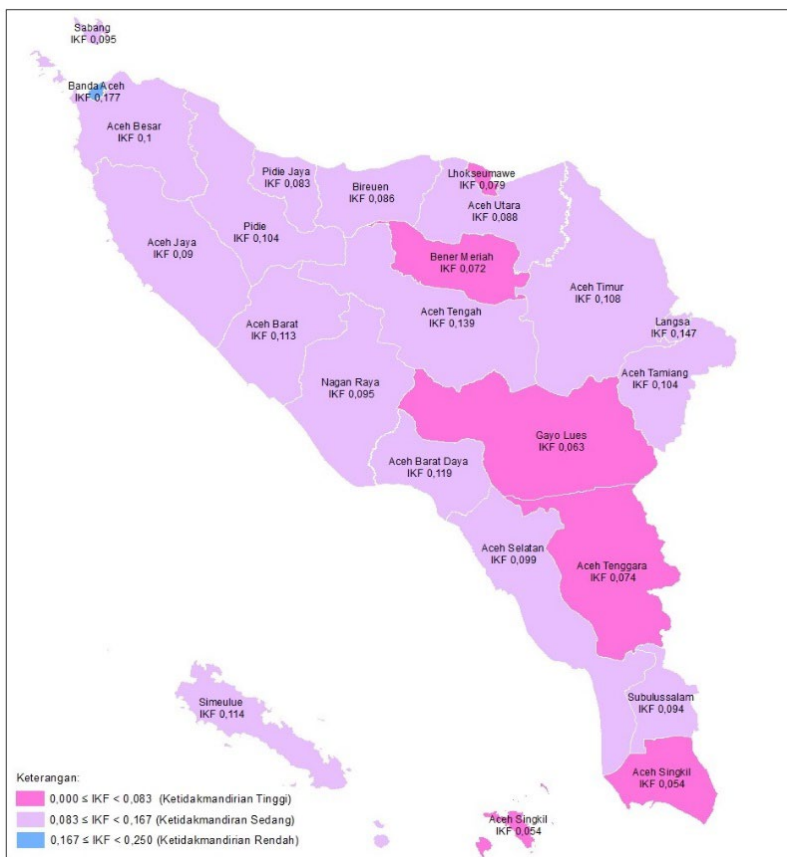 Sabang
IKF 0,095
Banda Aceh
IKF 0,177
Aceh Besar
IKF 0,1
Pidie Jaya
IKF 0,083
Bireuen
IKF 0,086
Lhokseumawe
IKF 0,079
Aceh Utara
IKF 0,088
Pidie
IKF 0,104
Aceh Jaya
IKF 0,09
Bener Meriah
IKF 0,072
Aceh Timur
IKF 0,108
Aceh Tengah
IKF 0,139
Langsa
IKF 0,147
Aceh Barat
IKF 0,113
Aceh Tamiang
IKF 0,104
Nagan Raya
IKF 0,095
Gayo Lues
IKF 0,063
Aceh Barat Daya
IKF 0,119
Aceh Selatan
IKF 0,099
Aceh Tenggara
IKF 0,074
Simeulue
IKF 0,114
Subulussalam
IKF 0,094
Aceh Singkil
IKF 0,054
Aceh Singkil
IKF 0,054
Keterangan:
0,000 ≤ IKF < 0,083 (Ketidakmandirian Tinggi)
0,083 ≤ IKF < 0,167 (Ketidakmandirian Sedang)
0,167 ≤ IKF < 0,250 (Ketidakmandirian Rendah)